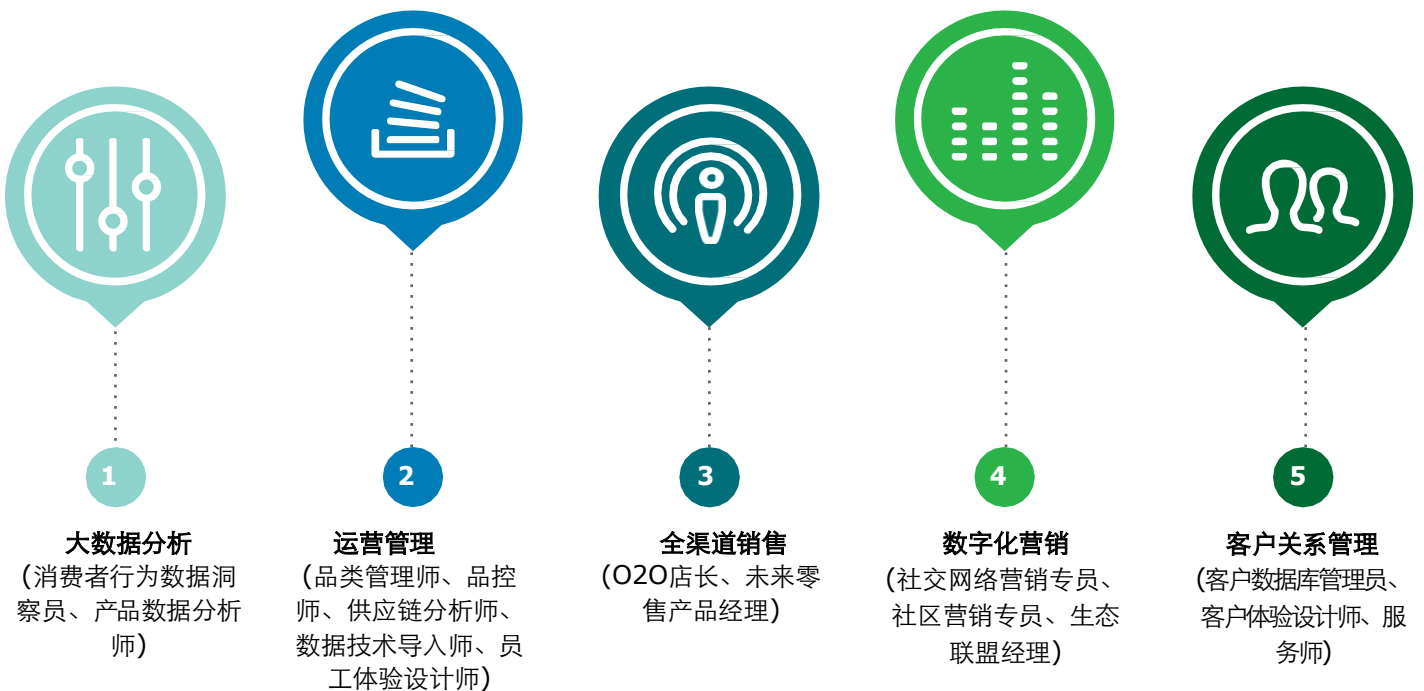 1
大数据分析
(消费者行为数据洞
察员、产品数据分析
师)
2
运营管理
(品类管理师、品控
师、供应链分析师、
数据技术导入师、员
工体验设计师)
3
全渠道销售
(O2O店长、未来零
售产品经理)
4
数字化营销
(社交网络营销专员、
社区营销专员、生态
联盟经理)
5
客户关系管理
(客户数据库管理员、
客户体验设计师、服
务师)